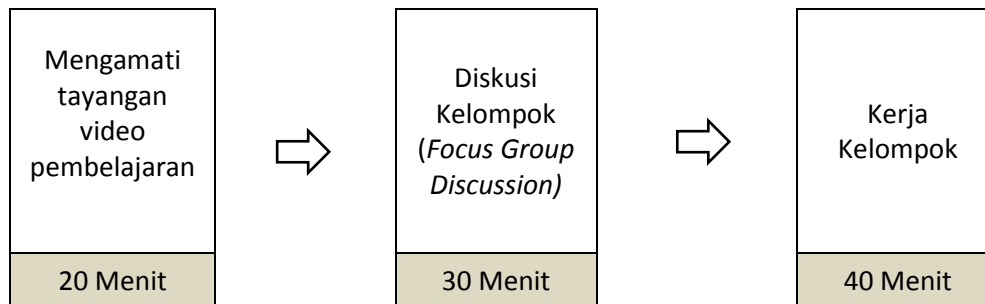 Mengamati
tayangan
video
pembelajaran
20 Menit
Diskusi
Kelompok
(Focus Group
Discussion)
30 Menit
Kerja
Kelompok
40 Menit